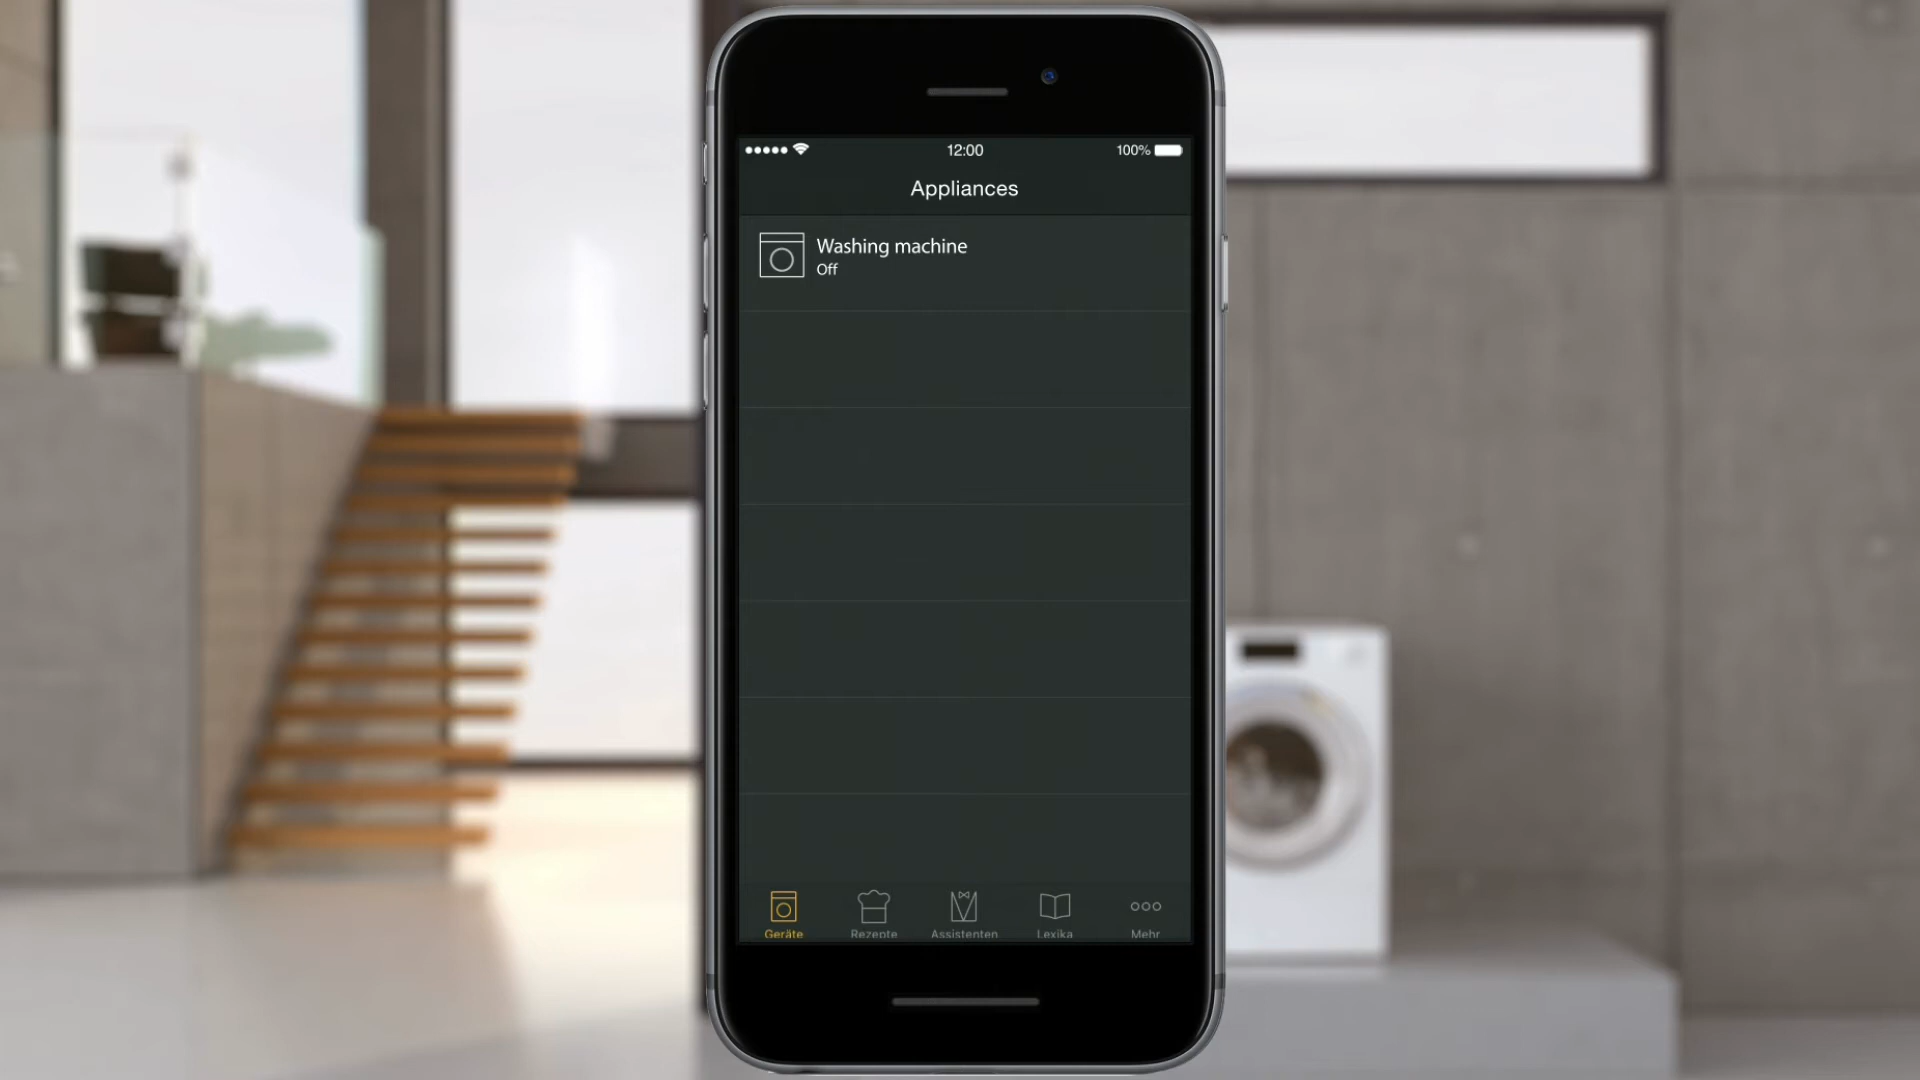 12:00
100%
Appliances
Washing machine
Off
Geräte
Rezepte
Assistenten
Lexika
Mehr